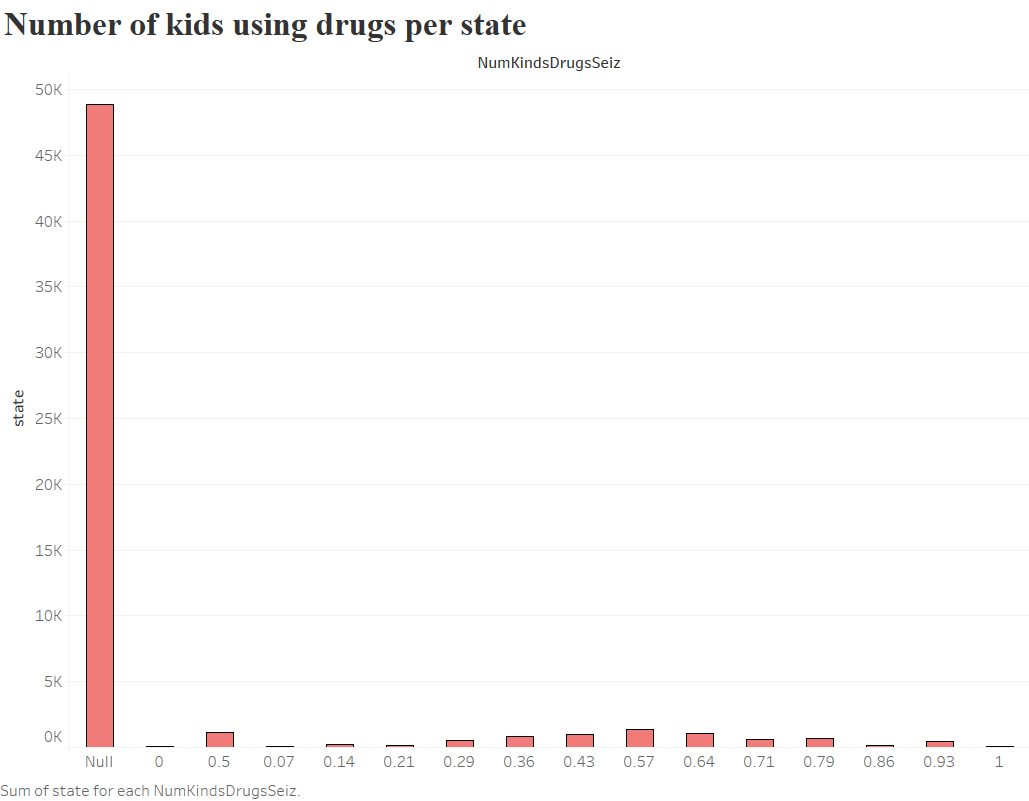 Number of kids using drugs per state
NumKindsDrugsSeiz
50K
45K
40K
35K
30K
25K
20K
15K
10K
5K
0K
state
Null 0 0.5 0.07 0.14 0.21 0.29 0.36 0.43 0.57 0.64 0.71 0.79 0.86 0.93 1
Sum of state for each NumKindsDrugsSeiz.